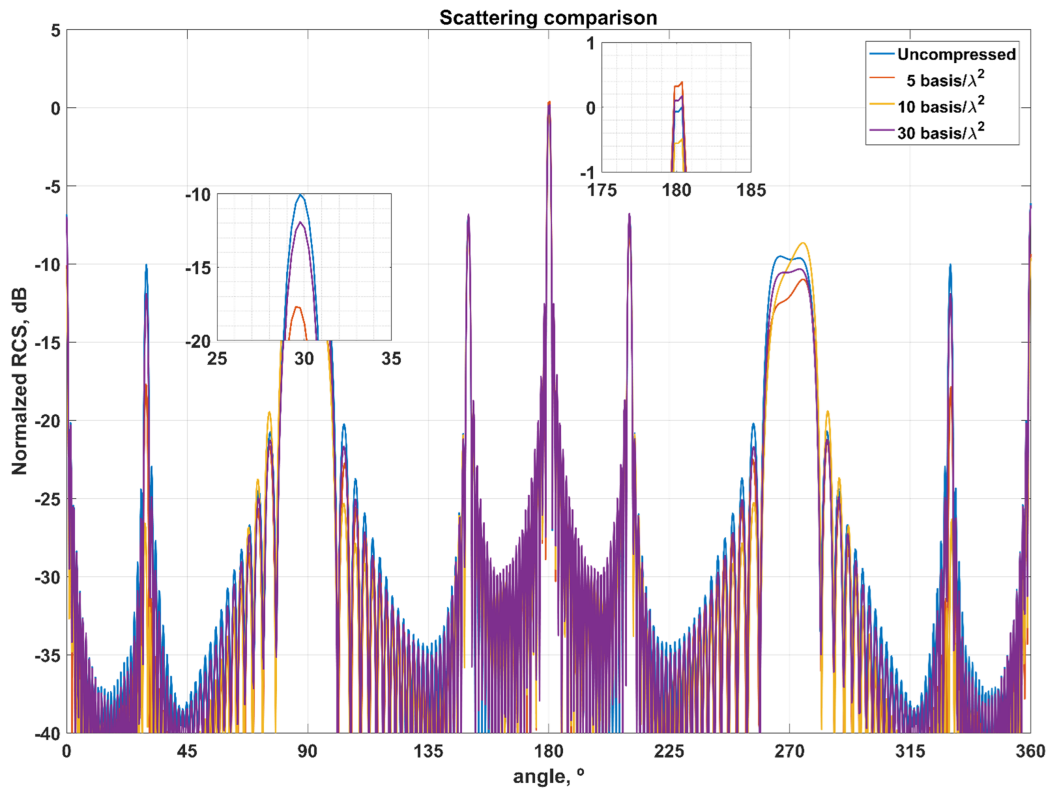 Scattering comparison
5
0
-5
-10
-15
-20
-25
-30
-35
-40
Normalzed RCS, dB
0 45 90 135 180 225 270 315 360
angle, º
-10
-15
-20
25 30 35
1
0
-1
175 180 185
Uncompressed
5 basis/λ²
10 basis/λ²
30 basis/λ²